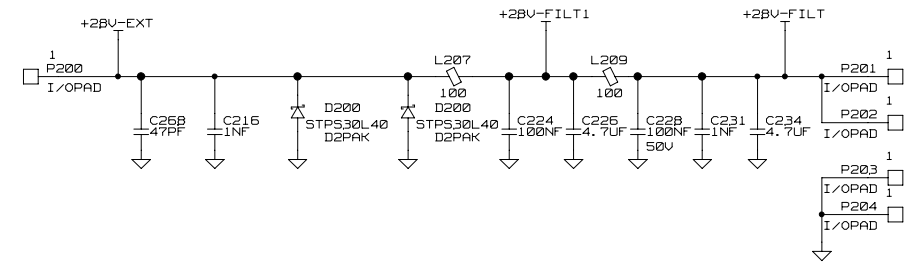 +28V-EXT
+28V-FILT1
+28V-FILT
1
P200
I/OPAD
L207
100
L209
100
1
P201
I/OPAD
1
P202
I/OPAD
C268
47PF
C216
1NF
D200
STPS30L40
D2PAK
D200
STPS30L40
D2PAK
C224
100NF
C226
4.7UF
C228
100NF
50V
C231
1NF
C234
4.7UF
1
P203
I/OPAD
1
P204
I/OPAD